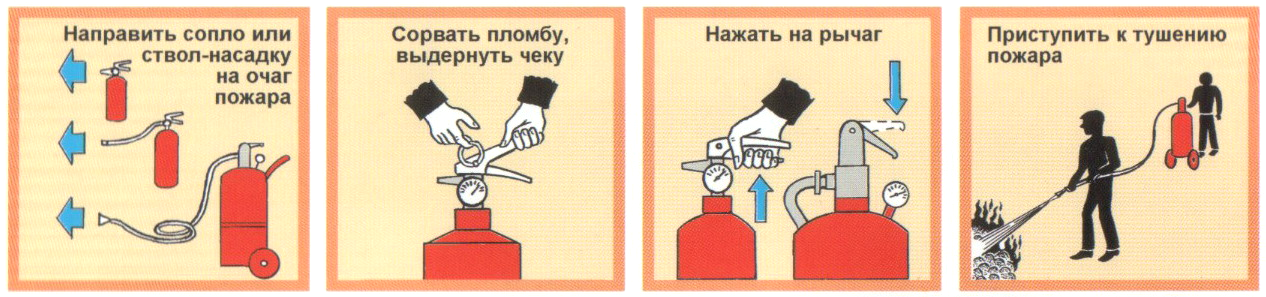 Направить сопло или
ствол-насадку
на очаг
пожара
Сорвать пломбу,
выдернуть чеку
Нажать на рычаг
Приступить к тушению
пожара